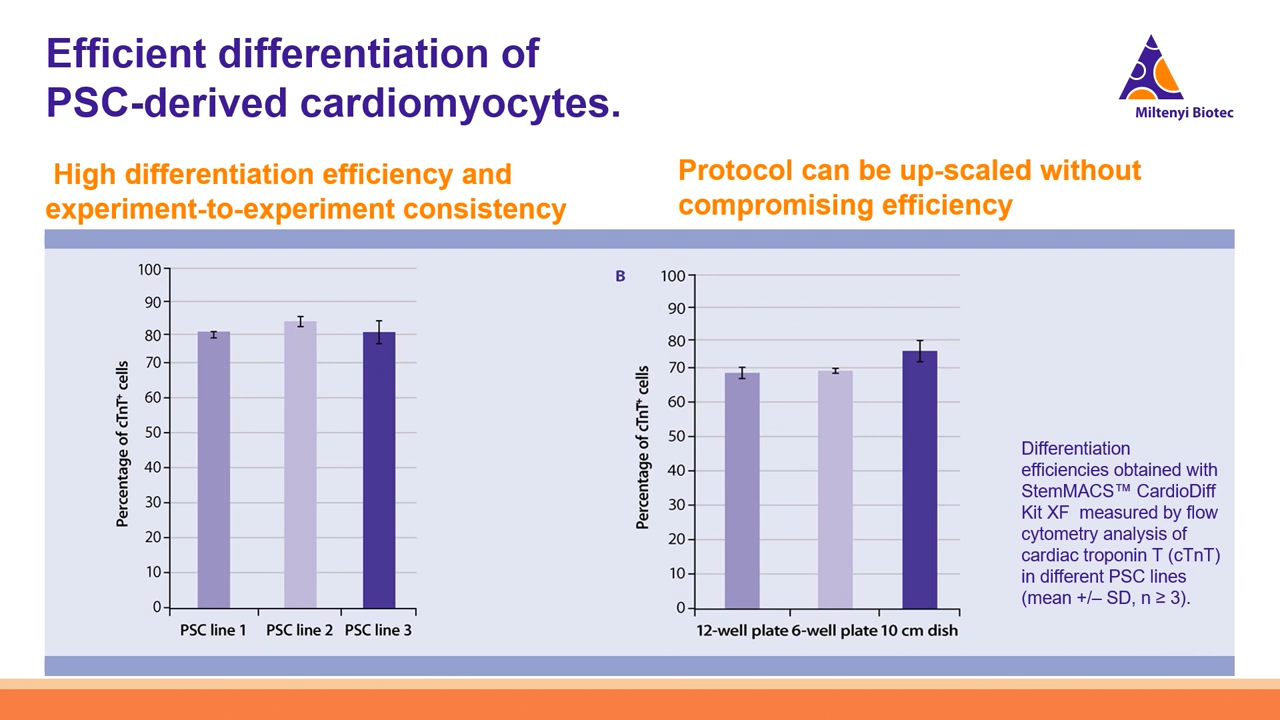 Efficient differentiation of
PSC-derived cardiomyocytes.
Miltenyi Biotec
High differentiation efficiency and
experiment-to-experiment consistency
Protocol can be up-scaled without
compromising efficiency
100
90
80
70
60
50
40
30
20
10
0
Percentage of cTnT⁺ cells
PSC line 1
PSC line 2
PSC line 3
B
100
90
80
70
60
50
40
30
20
10
0
Percentage of cTnT⁺ cells
12-well plate
6-well plate
10 cm dish
Differentiation
efficiencies obtained with
StemMACS™ CardioDiff
Kit XF measured by flow
cytometry analysis of
cardiac troponin T (cTnT)
in different PSC lines
(mean +/– SD, n ≥ 3).